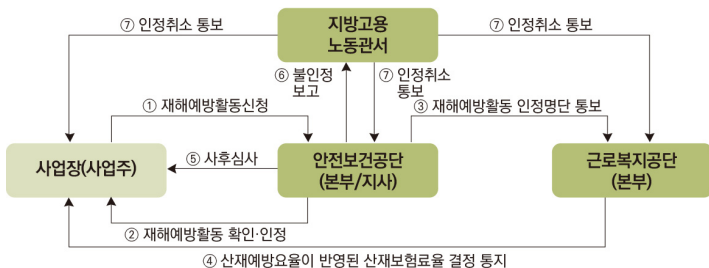 ⑦ 인정취소 통보
지방고용
노동관서
⑦ 인정취소 통보
⑥ 불인정
보고
⑦ 인정취소
통보
① 재해예방활동신청
③ 재해예방활동 인정명단 통보
사업장(사업주)
⑤ 사후심사
안전보건공단
(본부/지사)
근로복지공단
(본부)
② 재해예방활동 확인·인정
④ 산재예방요율이 반영된 산재보험료율 결정 통지